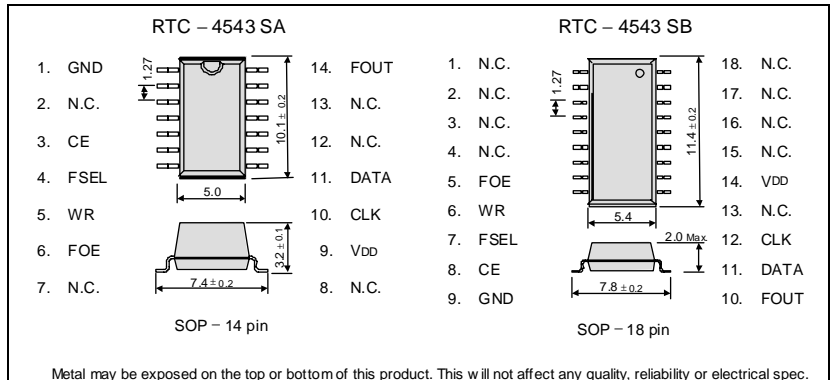 RTC – 4543 SA
1. GND
2. N.C.
3. CE
4. FSEL
5. WR
6. FOE
7. N.C.
1.27
10.1 ± 0.2
5.0
3.2 ± 0.1
7.4 ± 0.2
14. FOUT
13. N.C.
12. N.C.
11. DATA
10. CLK
9. VDD
8. N.C.
SOP – 14 pin
RTC – 4543 SB
1. N.C.
2. N.C.
3. N.C.
4. N.C.
5. FOE
6. WR
7. FSEL
8. CE
9. GND
1.27
11.4 ± 0.2
5.4
2.0 Max.
7.8 ± 0.2
18. N.C.
17. N.C.
16. N.C.
15. N.C.
14. VDD
13. N.C.
12. CLK
11. DATA
10. FOUT
SOP – 18 pin
Metal may be exposed on the top or bottom of this product. This will not affect any quality, reliability or electrical spec.